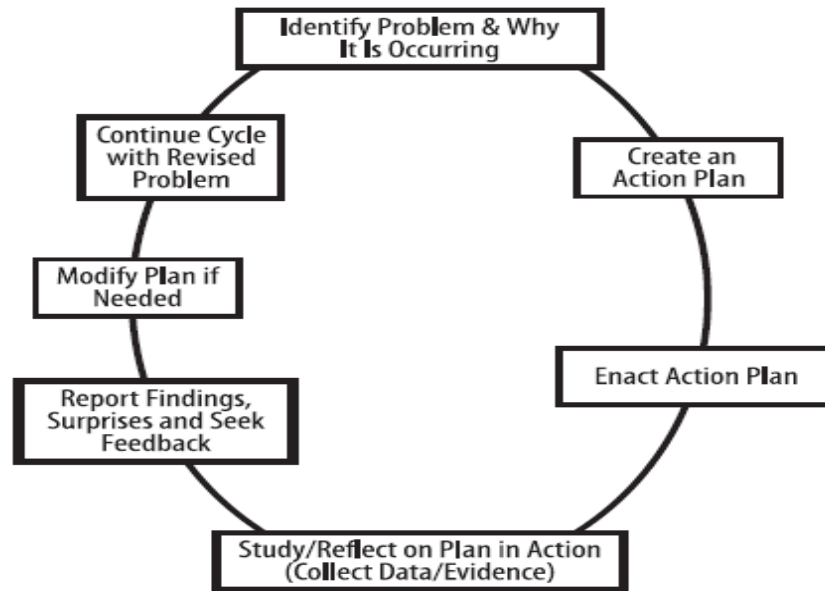 Identify Problem & Why
It Is Occurring
Create an
Action Plan
Enact Action Plan
Study/Reflect on Plan in Action
(Collect Data/Evidence)
Report Findings,
Surprises and Seek
Feedback
Modify Plan if
Needed
Continue Cycle
with Revised
Problem